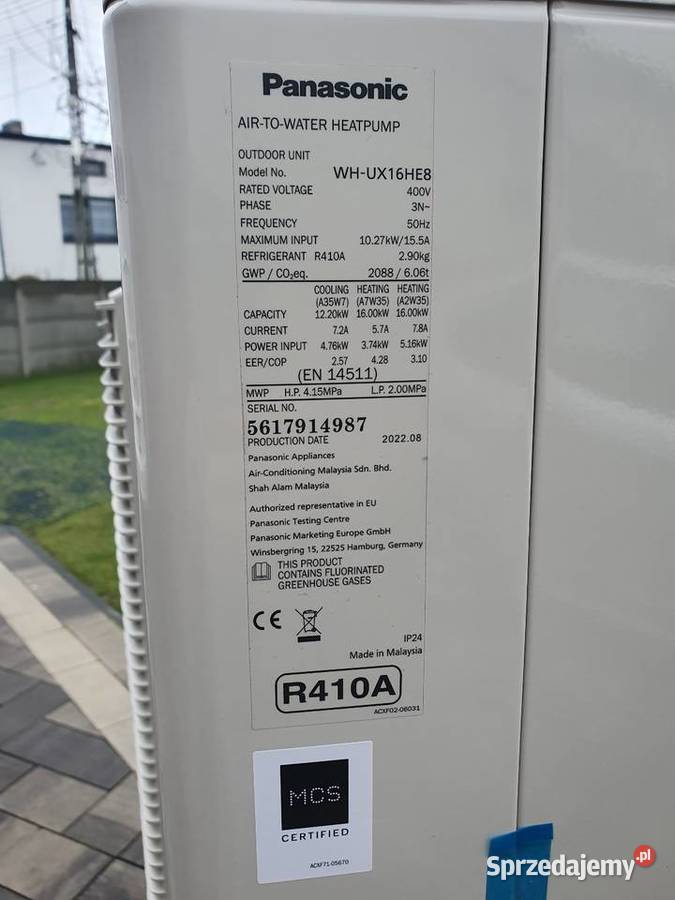 Panasonic
AIR-TO-WATER HEATPUMP
OUTDOOR UNIT
Model No. WH-UX16HE8
RATED VOLTAGE 400V
PHASE 3N~
FREQUENCY 50Hz
MAXIMUM INPUT 10.27kW/15.5A
REFRIGERANT R410A 2.90kg
GWP / CO₂eq. 2088 / 6.06t
COOLING HEATING HEATING
(A35W7) (A7W35) (A2W35)
CAPACITY 12.20kW 16.00kW 16.00kW
CURRENT 7.2A 5.7A 7.8A
POWER INPUT 4.76kW 3.74kW 5.16kW
EER/COP 2.57 4.28 3.10
(EN 14511)
MWP H.P. 4.15MPa L.P. 2.00MPa
SERIAL NO.
5617914987
PRODUCTION DATE 2022.08
Panasonic Appliances
Air-Conditioning Malaysia Sdn. Bhd.
Shah Alam Malaysia
Authorized representative in EU
Panasonic Testing Centre
Panasonic Marketing Europe GmbH
Winsbergring 15, 22525 Hamburg, Germany
THIS PRODUCT
CONTAINS FLUORINATED
GREENHOUSE GASES
CE
IP24
Made in Malaysia
R410A
ACXF02-06031
MCS
CERTIFIED
ACXF71-05670
Sprzedajemy.pl